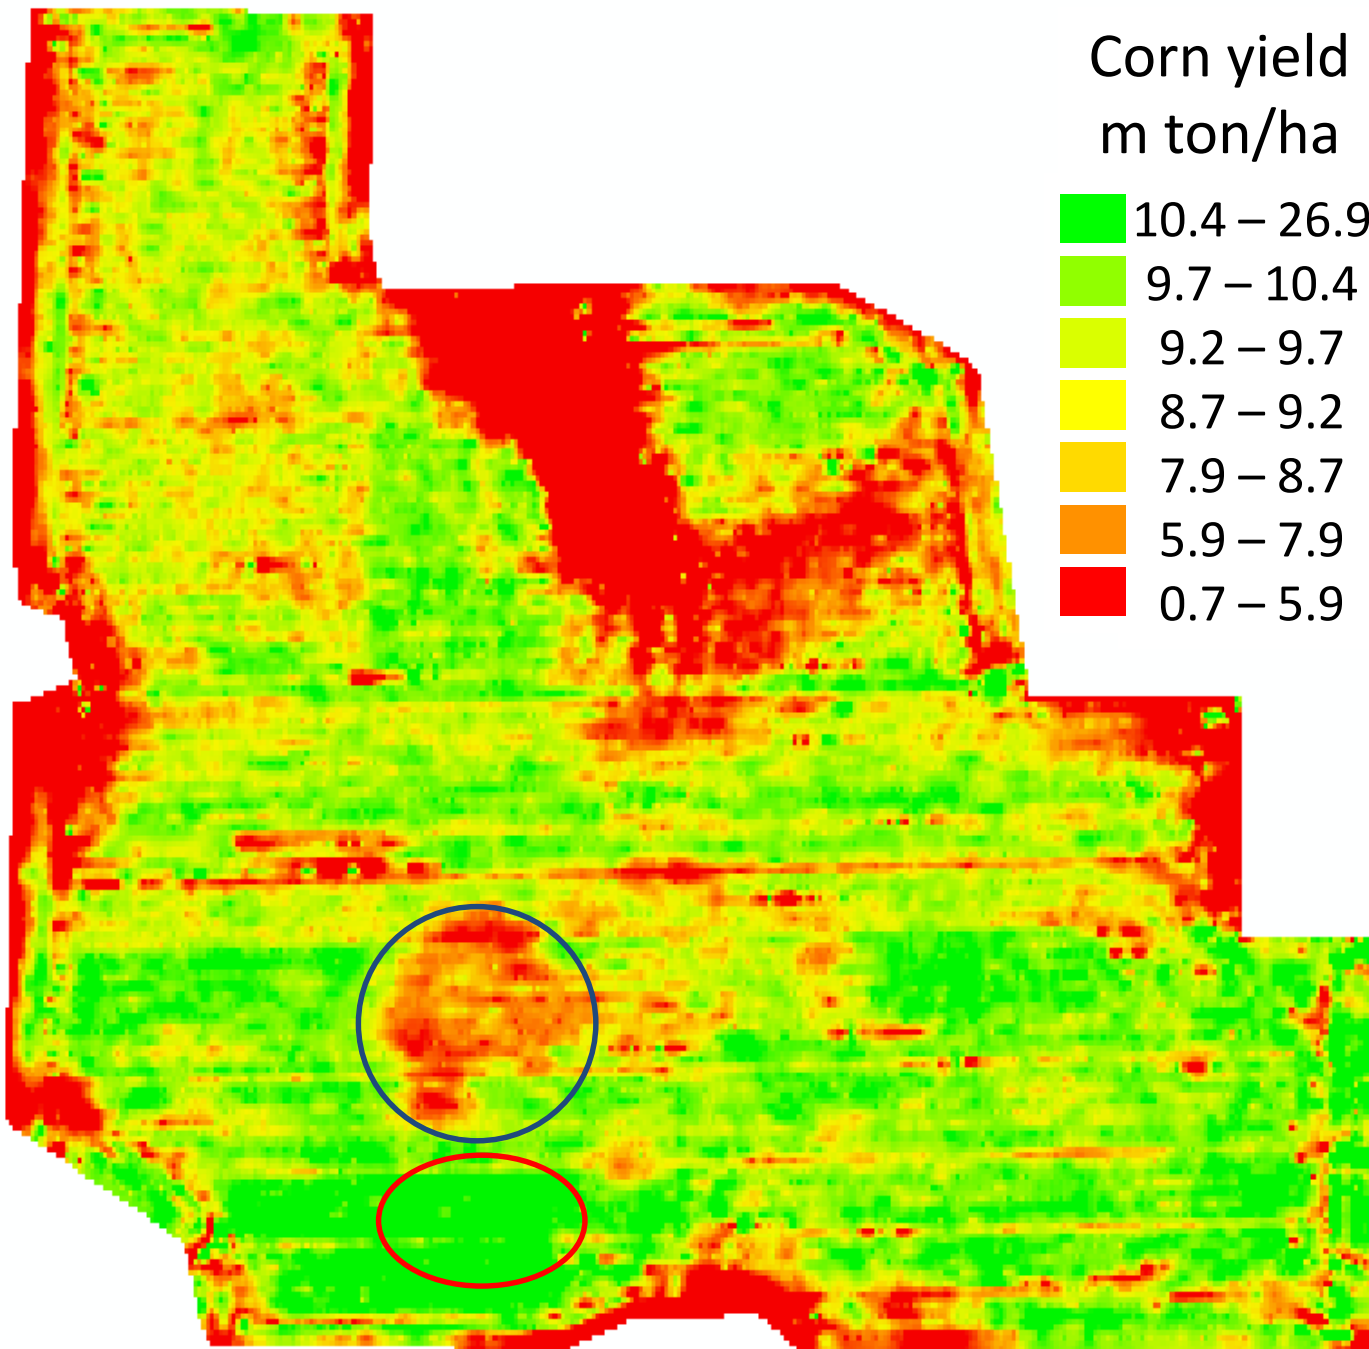 Corn yield
m ton/ha
10.4 – 26.9
9.7 – 10.4
9.2 – 9.7
8.7 – 9.2
7.9 – 8.7
5.9 – 7.9
0.7 – 5.9